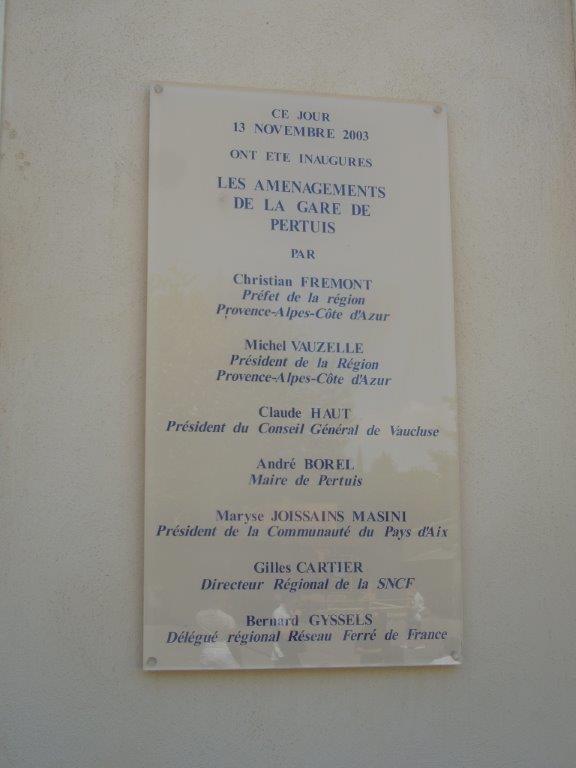 CE JOUR
13 NOVEMBRE 2003
ONT ETE INAUGURES
LES AMENAGEMENTS
DE LA GARE DE
PERTUIS
PAR
Christian FREMONT
Préfet de la région
Provence-Alpes-Côte d'Azur
Michel VAUZELLE
Président de la Région
Provence-Alpes-Côte d'Azur
Claude HAUT
Président du Conseil Général de Vaucluse
André BOREL
Maire de Pertuis
Maryse JOISSAINS MASINI
Président de la Communauté du Pays d'Aix
Gilles CARTIER
Directeur Régional de la SNCF
Bernard GYSSELS
Délégué régional Réseau Ferré de France